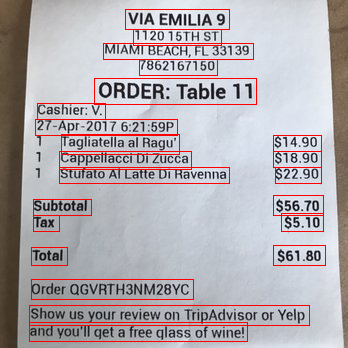 VIA EMILIA 9
1120 15TH ST
MIAMI BEACH, FL 33139
7862167150
ORDER: Table 11
Cashier: V.
27-Apr-2017 6:21:59P
1 Tagliatella al Ragu' $14.90
1 Cappellacci Di Zucca $18.90
1 Stufato Al Latte Di Ravenna $22.90
Subtotal $56.70
Tax $5.10
Total $61.80
Order QGVRTH3NM28YC
Show us your review on TripAdvisor or Yelp
and you'll get a free glass of wine!